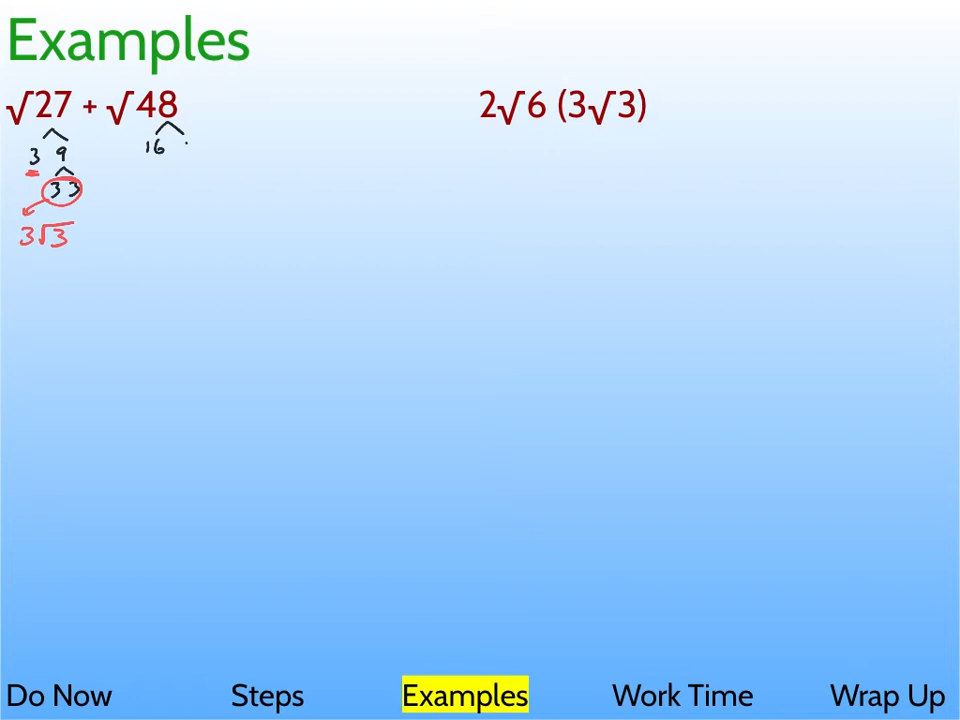 Examples
√27 + √48
2√6 (3√3)
3 9
16
3 3
3√3
Do Now Steps Examples Work Time Wrap Up